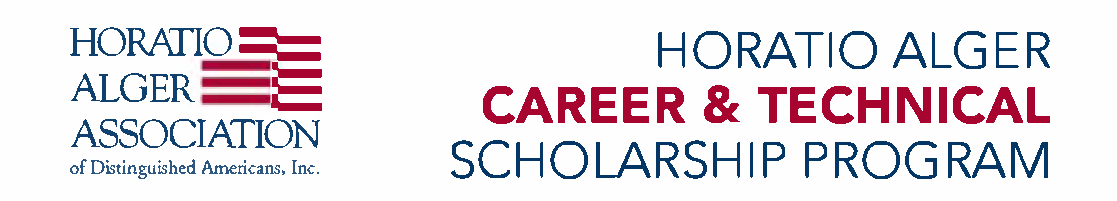 HORATIO
ALGER
ASSOCIATION
of Distinguished Americans, Inc.
HORATIO ALGER
CAREER & TECHNICAL
SCHOLARSHIP PROGRAM